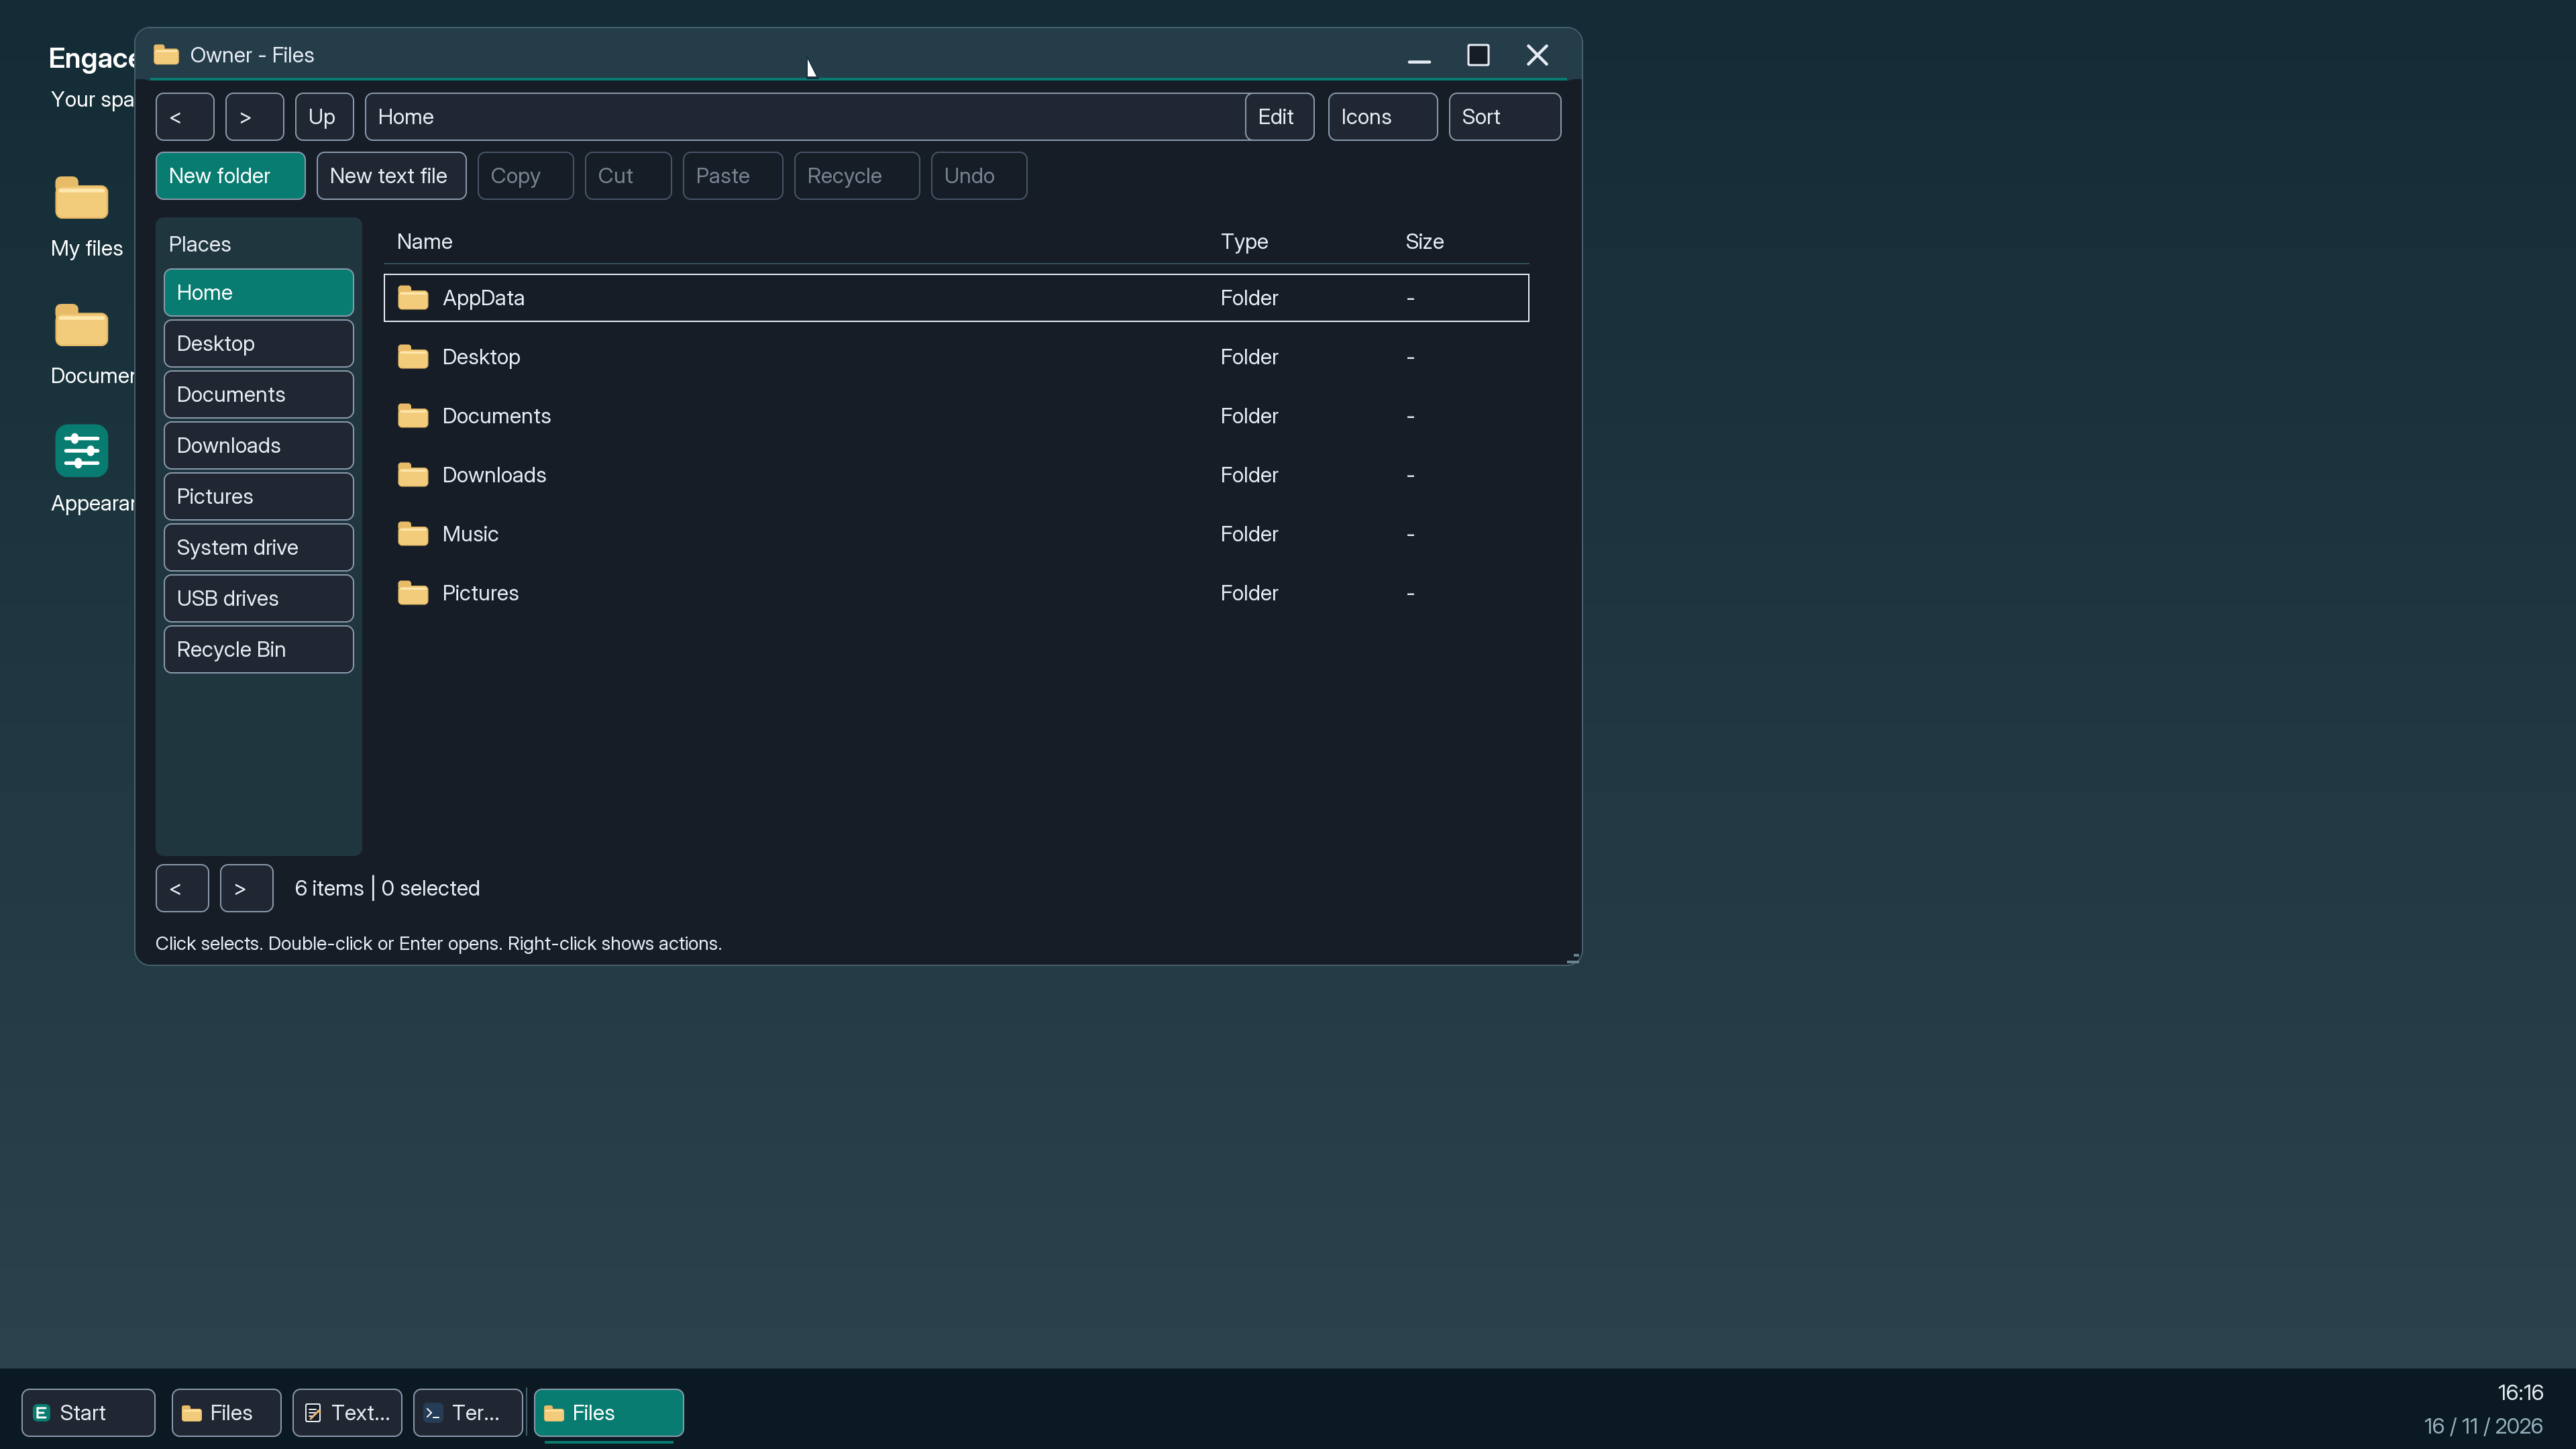 Engace
Your spa
My files
Documen
Appearan
Owner - Files
< > Up Home Edit Icons Sort
New folder New text file Copy Cut Paste Recycle Undo
Places
Home
Desktop
Documents
Downloads
Pictures
System drive
USB drives
Recycle Bin
Name Type Size
AppData Folder -
Desktop Folder -
Documents Folder -
Downloads Folder -
Music Folder -
Pictures Folder -
< > 6 items | 0 selected
Click selects. Double-click or Enter opens. Right-click shows actions.
E Start Files Text... Ter... Files
16:16
16 / 11 / 2026